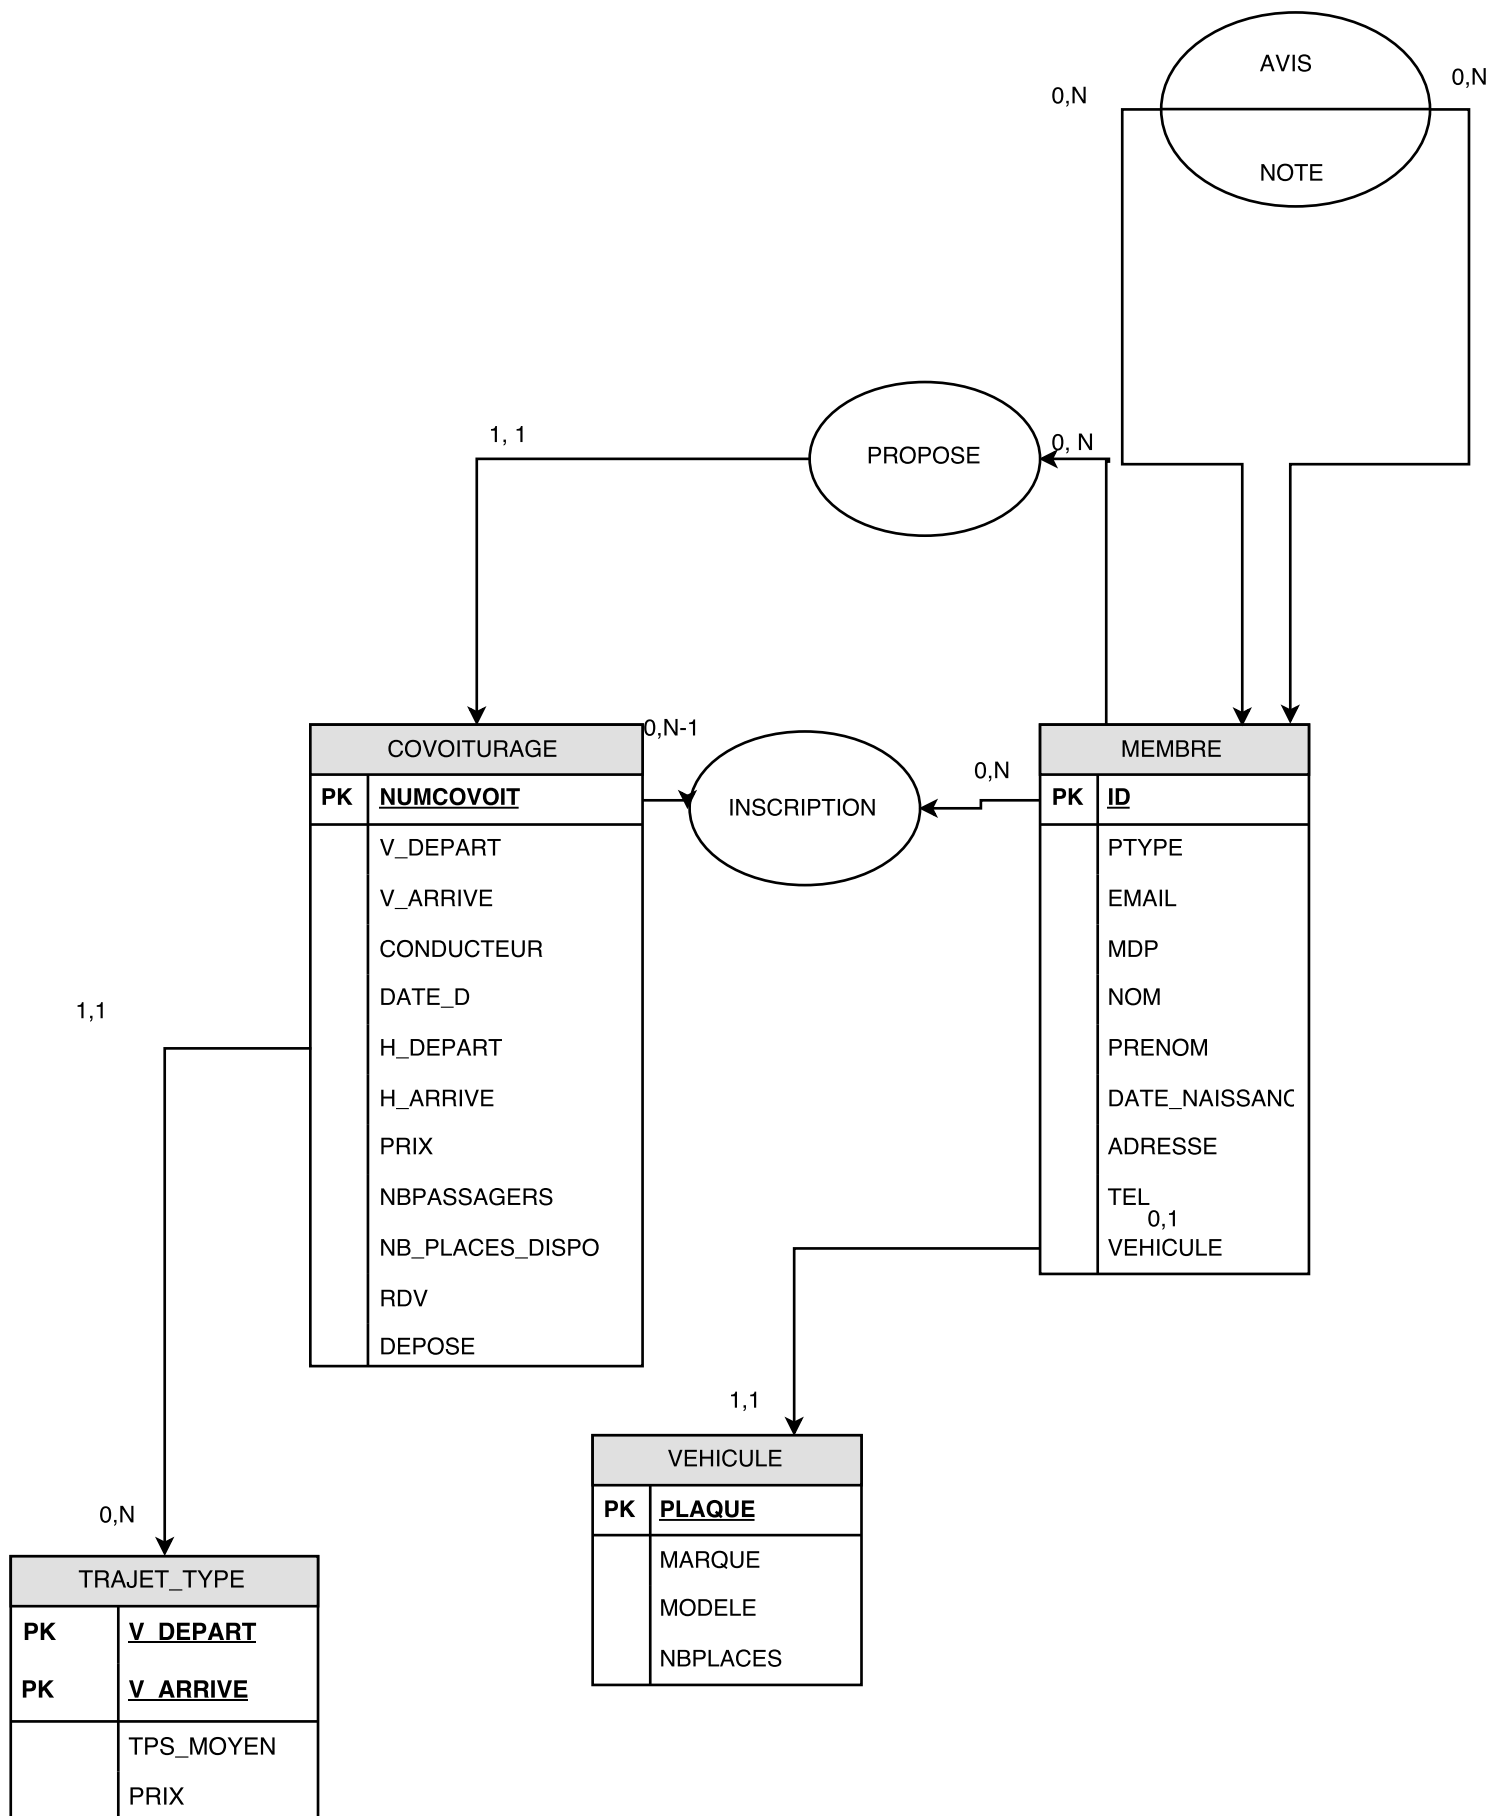 AVIS
0,N
0,N
NOTE
1, 1
0, N
PROPOSE
0,N-1
COVOITURAGE
PK NUMCOVOIT
V_DEPART
V_ARRIVE
CONDUCTEUR
DATE_D
H_DEPART
H_ARRIVE
PRIX
NBPASSAGERS
NB_PLACES_DISPO
RDV
DEPOSE
INSCRIPTION
0,N
MEMBRE
PK ID
PTYPE
EMAIL
MDP
NOM
PRENOM
DATE_NAISSANC
ADRESSE
TEL
0,1
VEHICULE
1,1
0,N
1,1
VEHICULE
PK PLAQUE
MARQUE
MODELE
NBPLACES
TRAJET_TYPE
PK V_DEPART
PK V_ARRIVE
TPS_MOYEN
PRIX